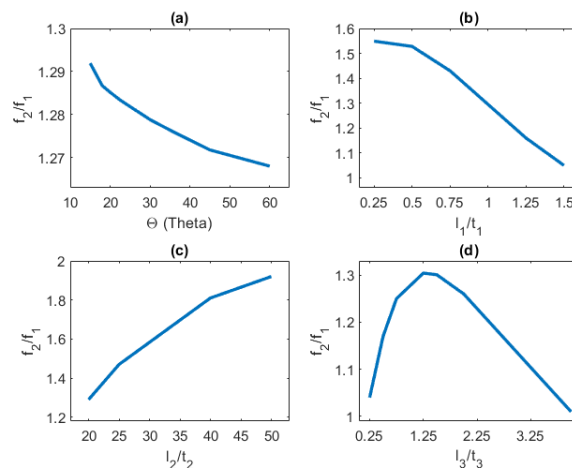 (a)
1.3
1.29
1.28
1.27
f2/f1
10 20 30 40 50 60
Θ (Theta)
(b)
1.6
1.5
1.4
1.3
1.2
1.1
1
f2/f1
0.25 0.5 0.75 1 1.25 1.5
l1/t1
(c)
2
1.8
1.6
1.4
1.2
f2/f1
20 25 30 35 40 45 50
l2/t2
(d)
1.3
1.2
1.1
1
f2/f1
0.25 1.25 2.25 3.25
l3/t3